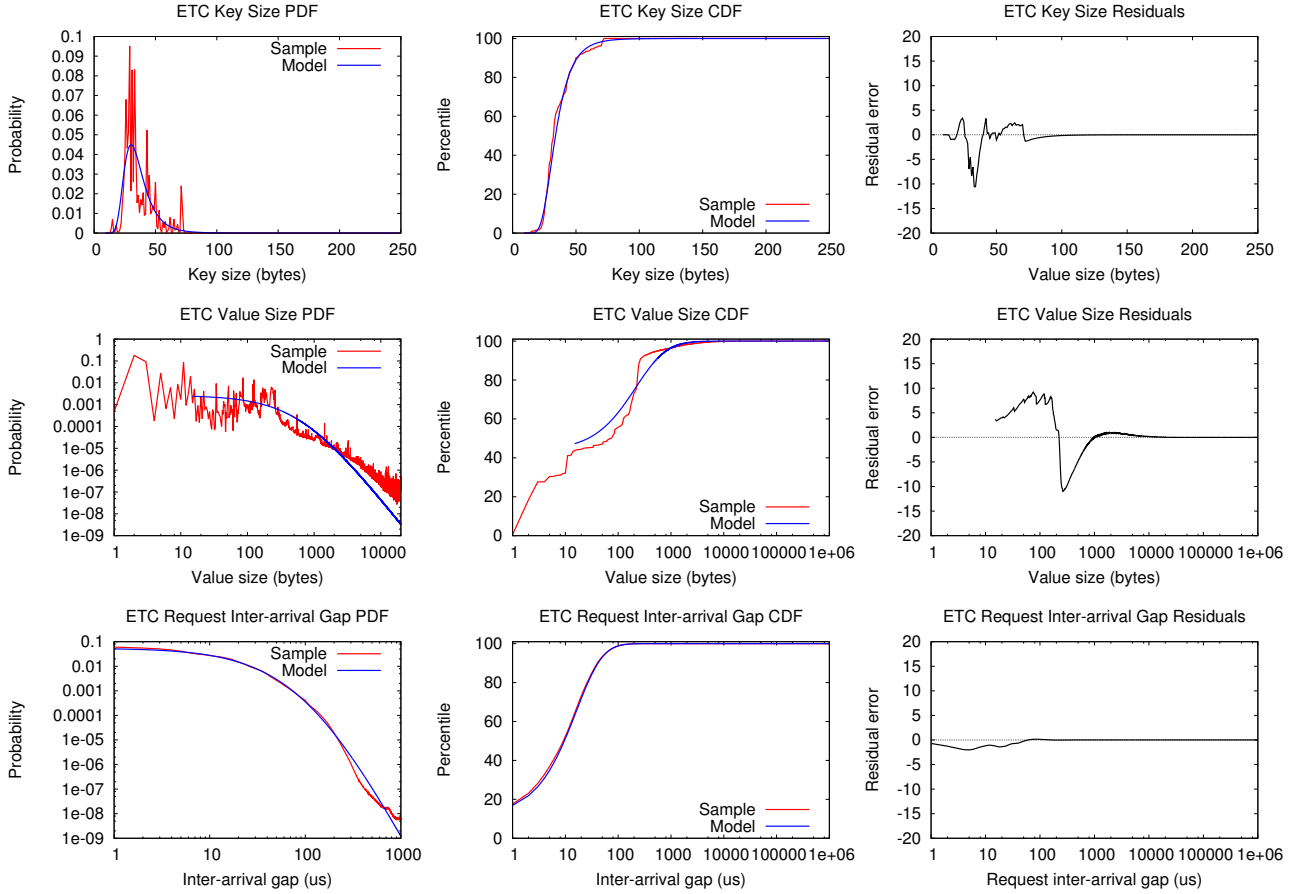 ETC Key Size PDF
0.1
0.09
0.08
0.07
0.06
0.05
0.04
0.03
0.02
0.01
0
0 50 100 150 200 250
Probability
Key size (bytes)
Sample
Model
ETC Key Size CDF
100
80
60
40
20
0
0 50 100 150 200 250
Percentile
Key size (bytes)
Sample
Model
ETC Key Size Residuals
20
15
10
5
0
-5
-10
-15
-20
0 50 100 150 200 250
Residual error
Value size (bytes)
ETC Value Size PDF
1
0.1
0.01
0.001
0.0001
1e-05
1e-06
1e-07
1e-08
1e-09
1 10 100 1000 10000
Probability
Value size (bytes)
Sample
Model
ETC Value Size CDF
100
80
60
40
20
0
1 10 100 1000 10000 100000 1e+06
Percentile
Value size (bytes)
Sample
Model
ETC Value Size Residuals
20
15
10
5
0
-5
-10
-15
-20
1 10 100 1000 10000 100000 1e+06
Residual error
Value size (bytes)
ETC Request Inter-arrival Gap PDF
0.1
0.01
0.001
0.0001
1e-05
1e-06
1e-07
1e-08
1e-09
1 10 100 1000
Probability
Inter-arrival gap (us)
Sample
Model
ETC Request Inter-arrival Gap CDF
100
80
60
40
20
0
1 10 100 1000 10000 100000 1e+06
Percentile
Inter-arrival gap (us)
Sample
Model
ETC Request Inter-arrival Gap Residuals
20
15
10
5
0
-5
-10
-15
-20
1 10 100 1000 10000 100000 1e+06
Residual error
Request inter-arrival gap (us)